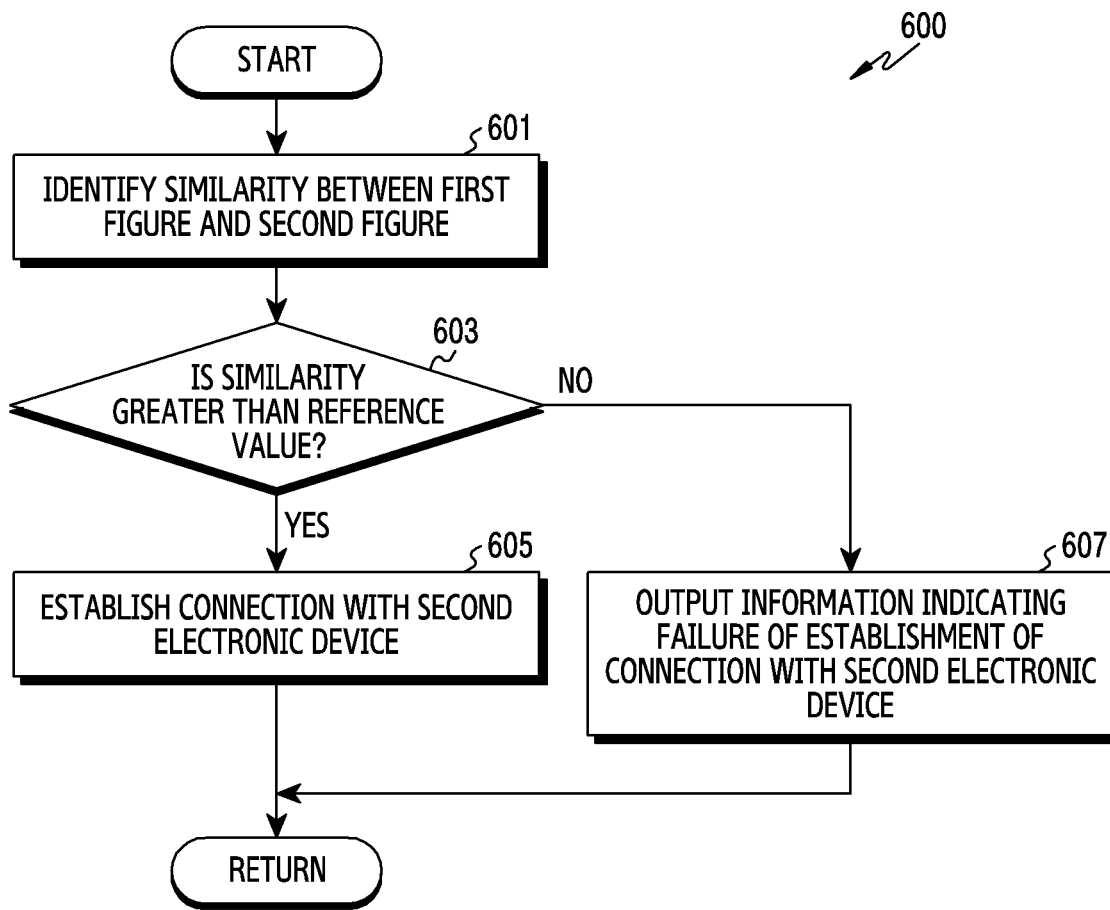 600
START
601
IDENTIFY SIMILARITY BETWEEN FIRST
FIGURE AND SECOND FIGURE
603
IS SIMILARITY
GREATER THAN REFERENCE
VALUE?
NO
YES
605
ESTABLISH CONNECTION WITH SECOND
ELECTRONIC DEVICE
607
OUTPUT INFORMATION INDICATING
FAILURE OF ESTABLISHMENT OF
CONNECTION WITH SECOND ELECTRONIC
DEVICE
RETURN